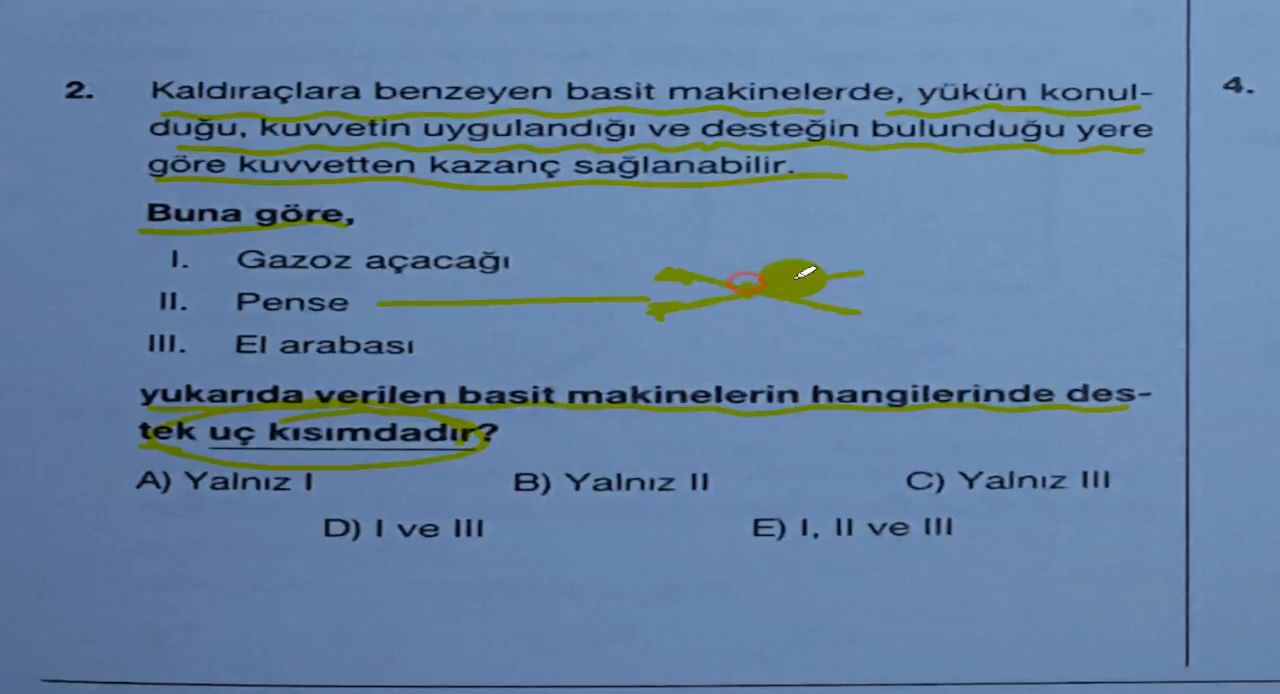 2. Kaldıraçlara benzeyen basit makinelerde, yükün konul-
duğu, kuvvetin uygulandığı ve desteğin bulunduğu yere
göre kuvvetten kazanç sağlanabilir.
Buna göre,
I. Gazoz açacağı
II. Pense
III. El arabası
yukarıda verilen basit makinelerin hangilerinde des-
tek uç kısımdadır?
A) Yalnız I B) Yalnız II C) Yalnız III
D) I ve III E) I, II ve III
4.